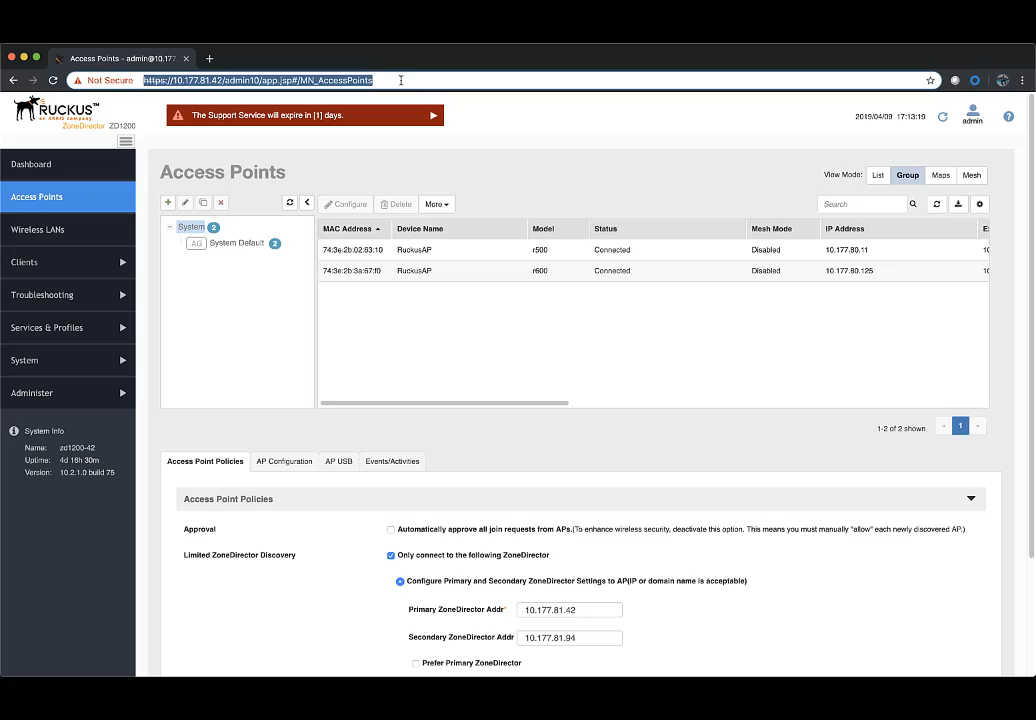 Access Points - admin@10.177.
Not Secure https://10.177.81.42/admin10/app.jsp#/MN_AccessPoints
RUCKUS™
an ARRIS company
ZoneDirector ZD1200
The Support Service will expire in [1] days.
2019/04/09 17:13:19 admin
Dashboard
Access Points
Wireless LANs
Clients
Troubleshooting
Services & Profiles
System
Administer
System Info
Name: zd1200-42
Uptime: 4d 16h 30m
Version: 10.2.1.0 build 75
Access Points
View Mode: List Group Maps Mesh
Configure Delete More Search
System 2
AG System Default 2
MAC Address Device Name Model Status Mesh Mode IP Address
74:3e:2b:02:63:10 RuckusAP r500 Connected Disabled 10.177.80.11
74:3e:2b:3a:67:f0 RuckusAP r600 Connected Disabled 10.177.80.125
1-2 of 2 shown 1
Access Point Policies AP Configuration AP USB Events/Activities
Access Point Policies
Approval Automatically approve all join requests from APs.(To enhance wireless security, deactivate this option. This means you must manually "allow" each newly discovered AP.)
Limited ZoneDirector Discovery Only connect to the following ZoneDirector
Configure Primary and Secondary ZoneDirector Settings to AP(IP or domain name is acceptable)
Primary ZoneDirector Addr* 10.177.81.42
Secondary ZoneDirector Addr 10.177.81.94
Prefer Primary ZoneDirector